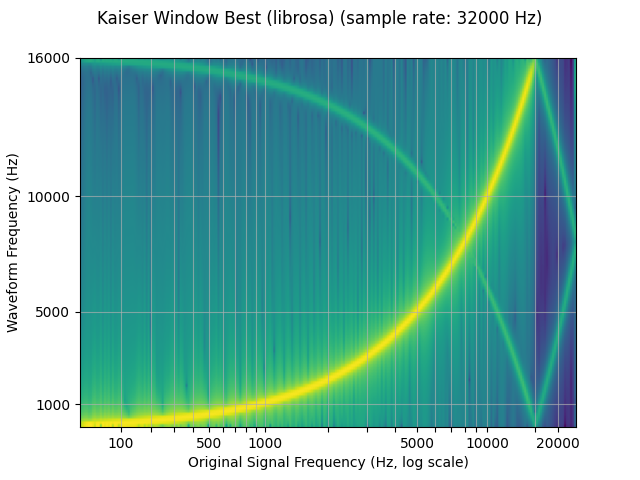 Kaiser Window Best (librosa) (sample rate: 32000 Hz)
16000
10000
5000
1000
Waveform Frequency (Hz)
100 500 1000 5000 10000 20000
Original Signal Frequency (Hz, log scale)